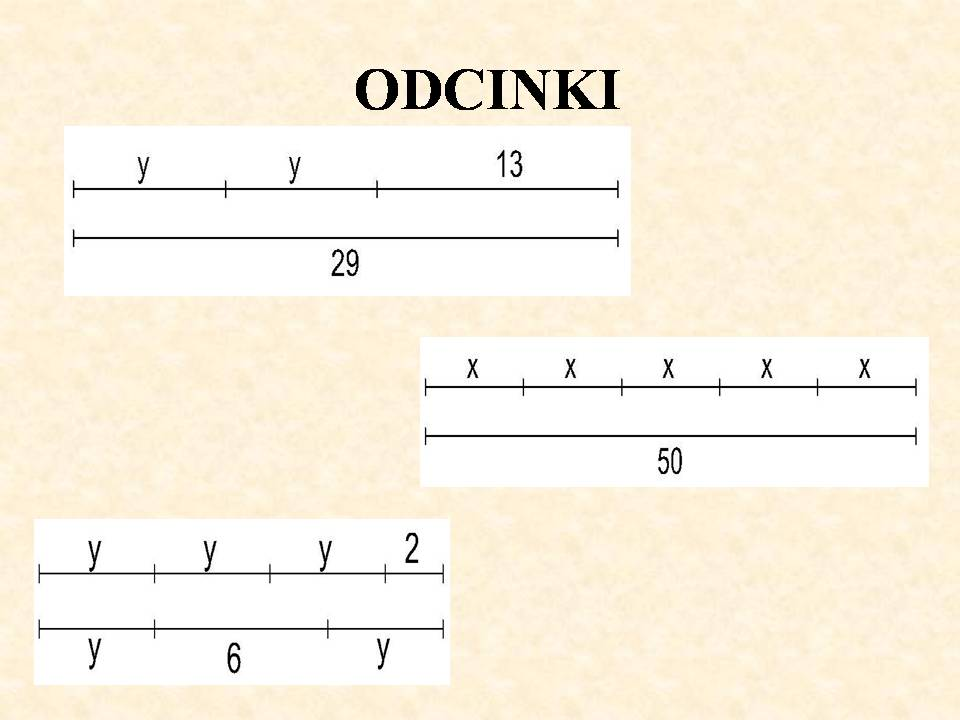 ODCINKI
y y 13
29
x x x x x
50
y y y 2
y 6 y